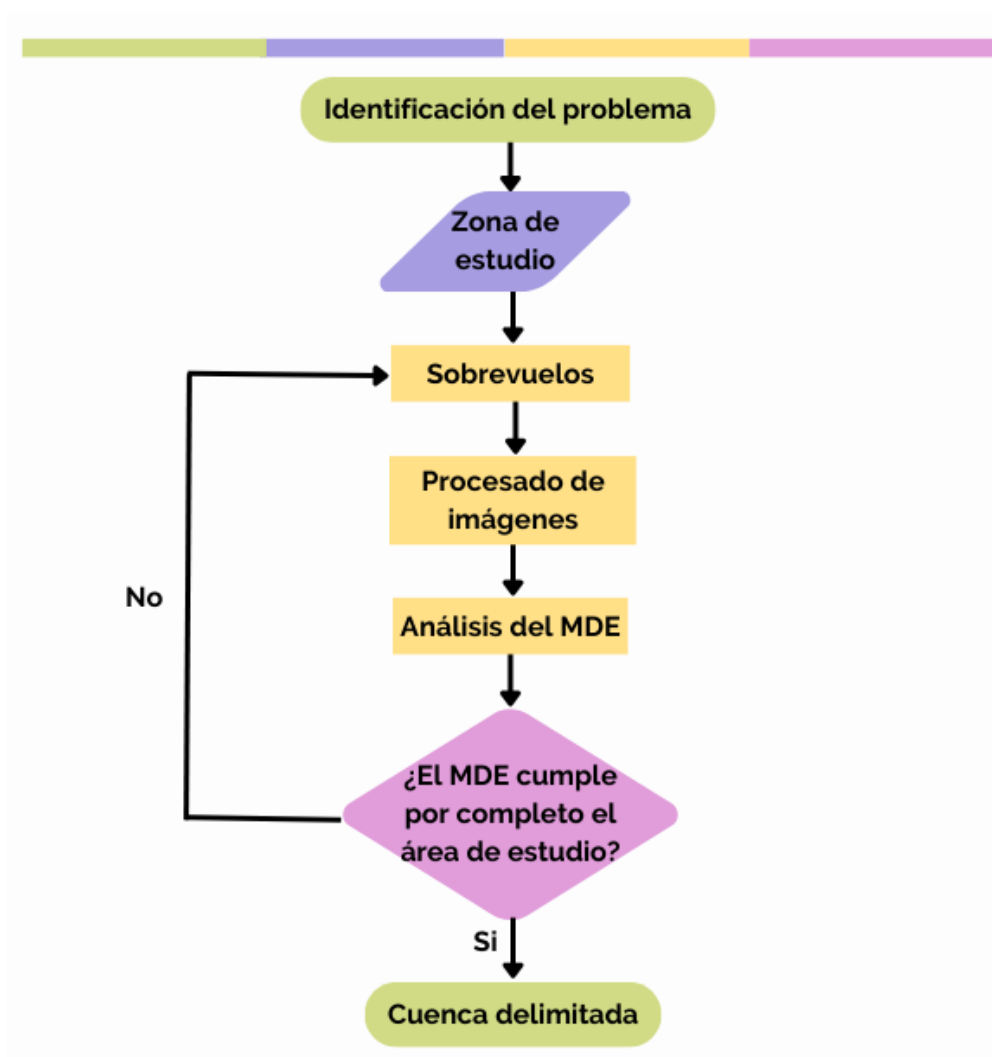 Identificación del problema
Zona de
estudio
Sobrevuelos
Procesado de
imágenes
No
Análisis del MDE
¿El MDE cumple
por completo el
área de estudio?
Si
Cuenca delimitada